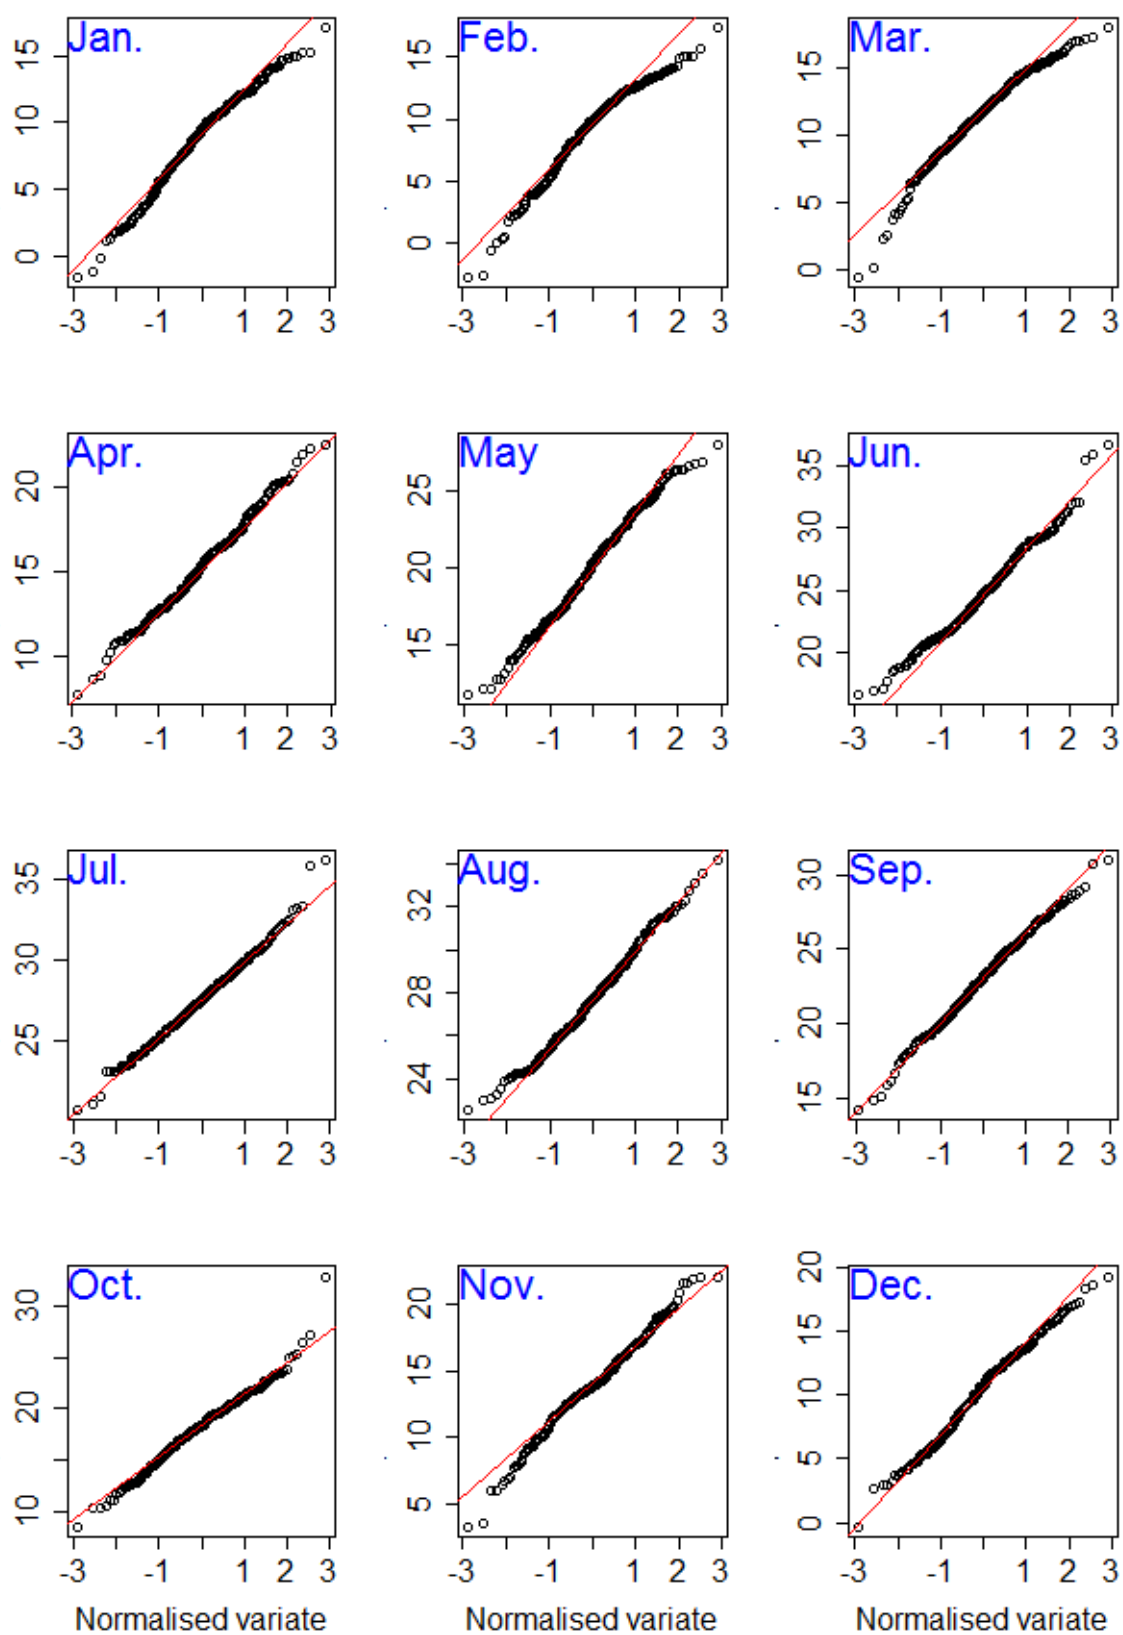 Jan. Feb. Mar.
15 15 15
10 10 10
5 5 5
0 0 0
-3 -1 1 2 3 -3 -1 1 2 3 -3 -1 1 2 3
Apr. May Jun.
20 25 35
15 20 30
10 15 25
20
-3 -1 1 2 3 -3 -1 1 2 3 -3 -1 1 2 3
Jul. Aug. Sep.
35 32 30
30 28 25
25 24 20
15
-3 -1 1 2 3 -3 -1 1 2 3 -3 -1 1 2 3
Oct. Nov. Dec.
30 20 20
20 15 15
10 10 10
5 5
0
-3 -1 1 2 3 -3 -1 1 2 3 -3 -1 1 2 3
Normalised variate Normalised variate Normalised variate